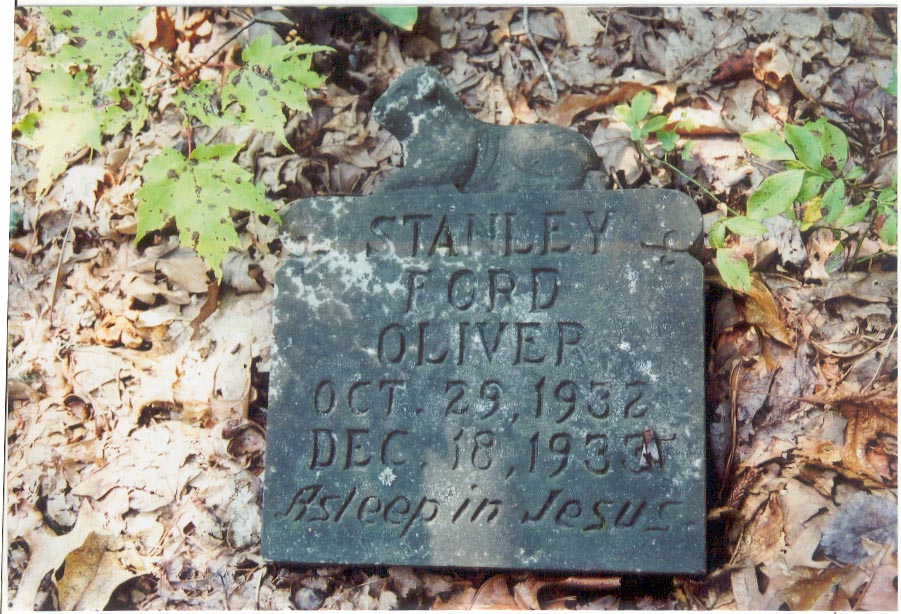 STANLEY
FORD
OLIVER
OCT. 29, 1932
DEC. 18, 1933
Asleep in Jesus.